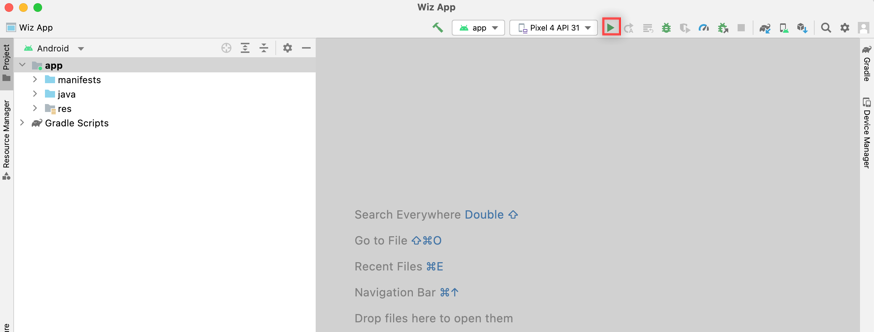 Wiz App
Wiz App
app
Pixel 4 API 31
Project
Resource Manager
Android
app
manifests
java
res
Gradle Scripts
Search Everywhere Double ⇧
Go to File ⇧⌘O
Recent Files ⌘E
Navigation Bar ⌘↑
Drop files here to open them
Gradle
Device Manager